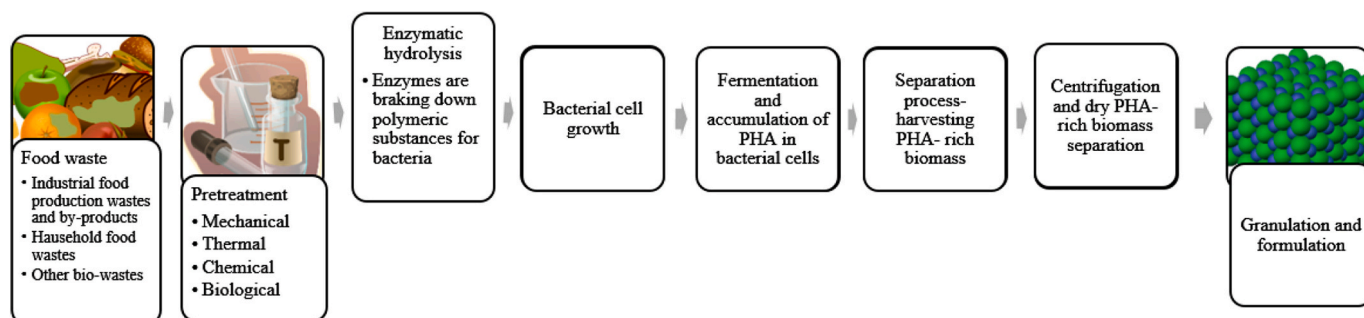 Food waste
• Industrial food
production wastes
and by-products
• Hausehold food
wastes
• Other bio-wastes
T
Pretreatment
• Mechanical
• Thermal
• Chemical
• Biological
Enzymatic
hydrolysis
• Enzymes are
braking down
polymeric
substances for
bacteria
Bacterial cell
growth
Fermentation and
accumulation of
PHA in
bacterial cells
Separation
process-
harvesting
PHA- rich
biomass
Centrifugation
and dry PHA-
rich biomass
separation
Granulation and
formulation